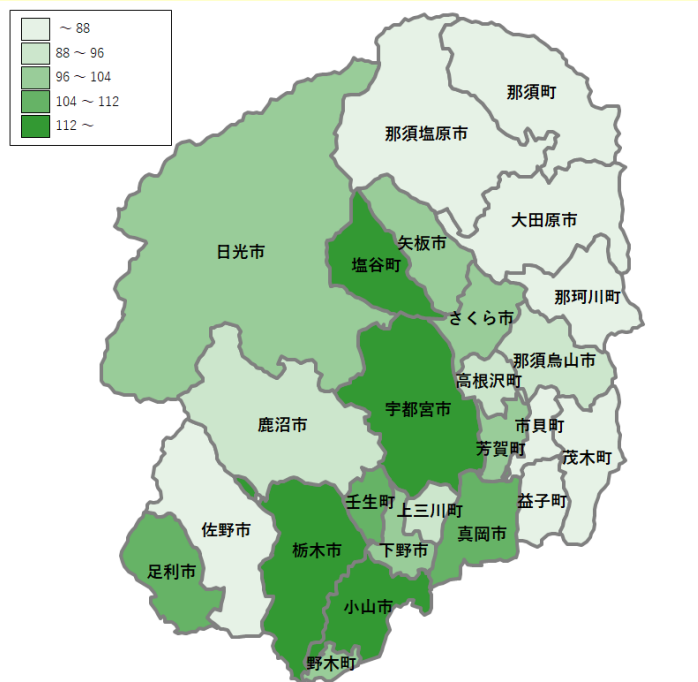 ～ 88
88 ～ 96
96 ～ 104
104 ～ 112
112 ～
那須町
那須塩原市
大田原市
矢板市
日光市
塩谷町
那珂川町
さくら市
那須烏山市
高根沢町
宇都宮市
鹿沼市
市貝町
芳賀町
茂木町
壬生町
上三川町
益子町
佐野市
真岡市
栃木市
下野市
足利市
小山市
野木町